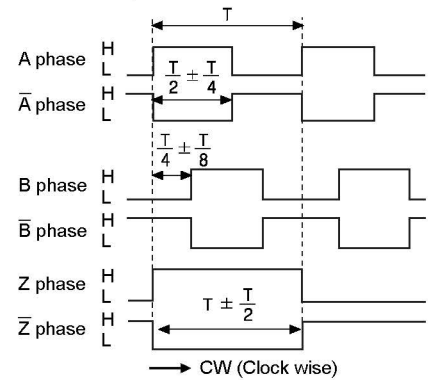 T
A phase H
L
T/2 ± T/4
A̅ phase H
L
T/4 ± T/8
B phase H
L
B̅ phase H
L
Z phase H
L
T ± T/2
Z̅ phase H
L
CW (Clock wise)